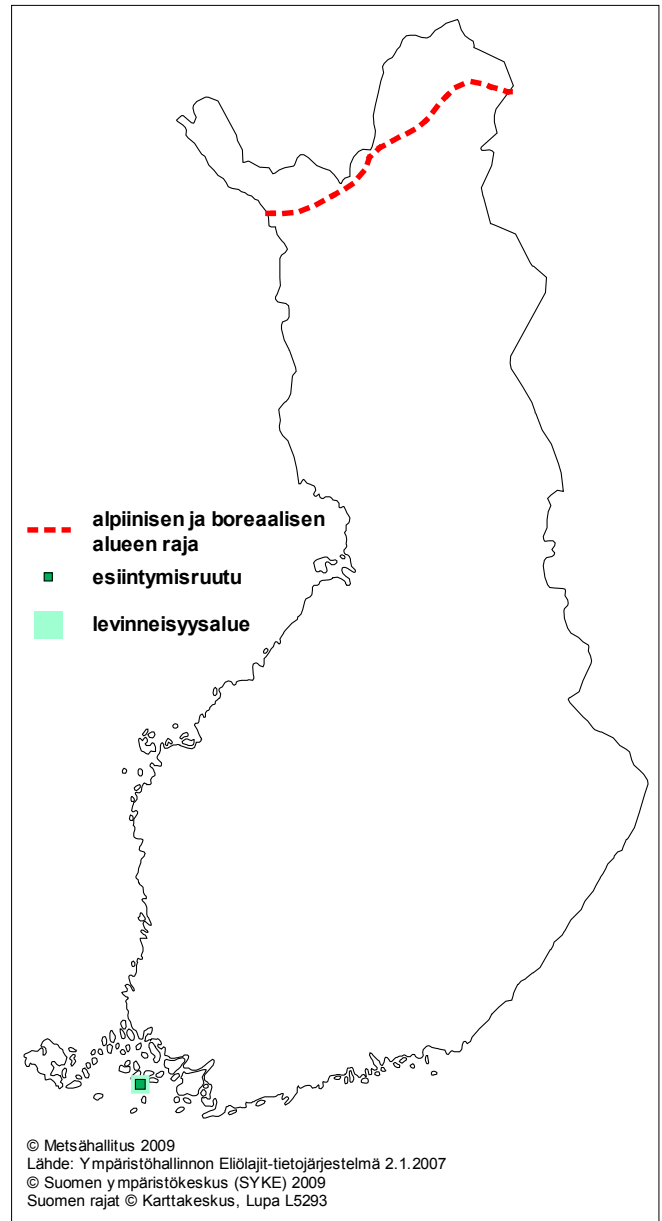 alpiinisen ja boreaalisen
alueen raja
esiintymisruutu
levinneisyysalue
© Metsähallitus 2009
Lähde: Ympäristöhallinnon Eliölajit-tietojärjestelmä 2.1.2007
© Suomen ympäristökeskus (SYKE) 2009
Suomen rajat © Karttakeskus, Lupa L5293